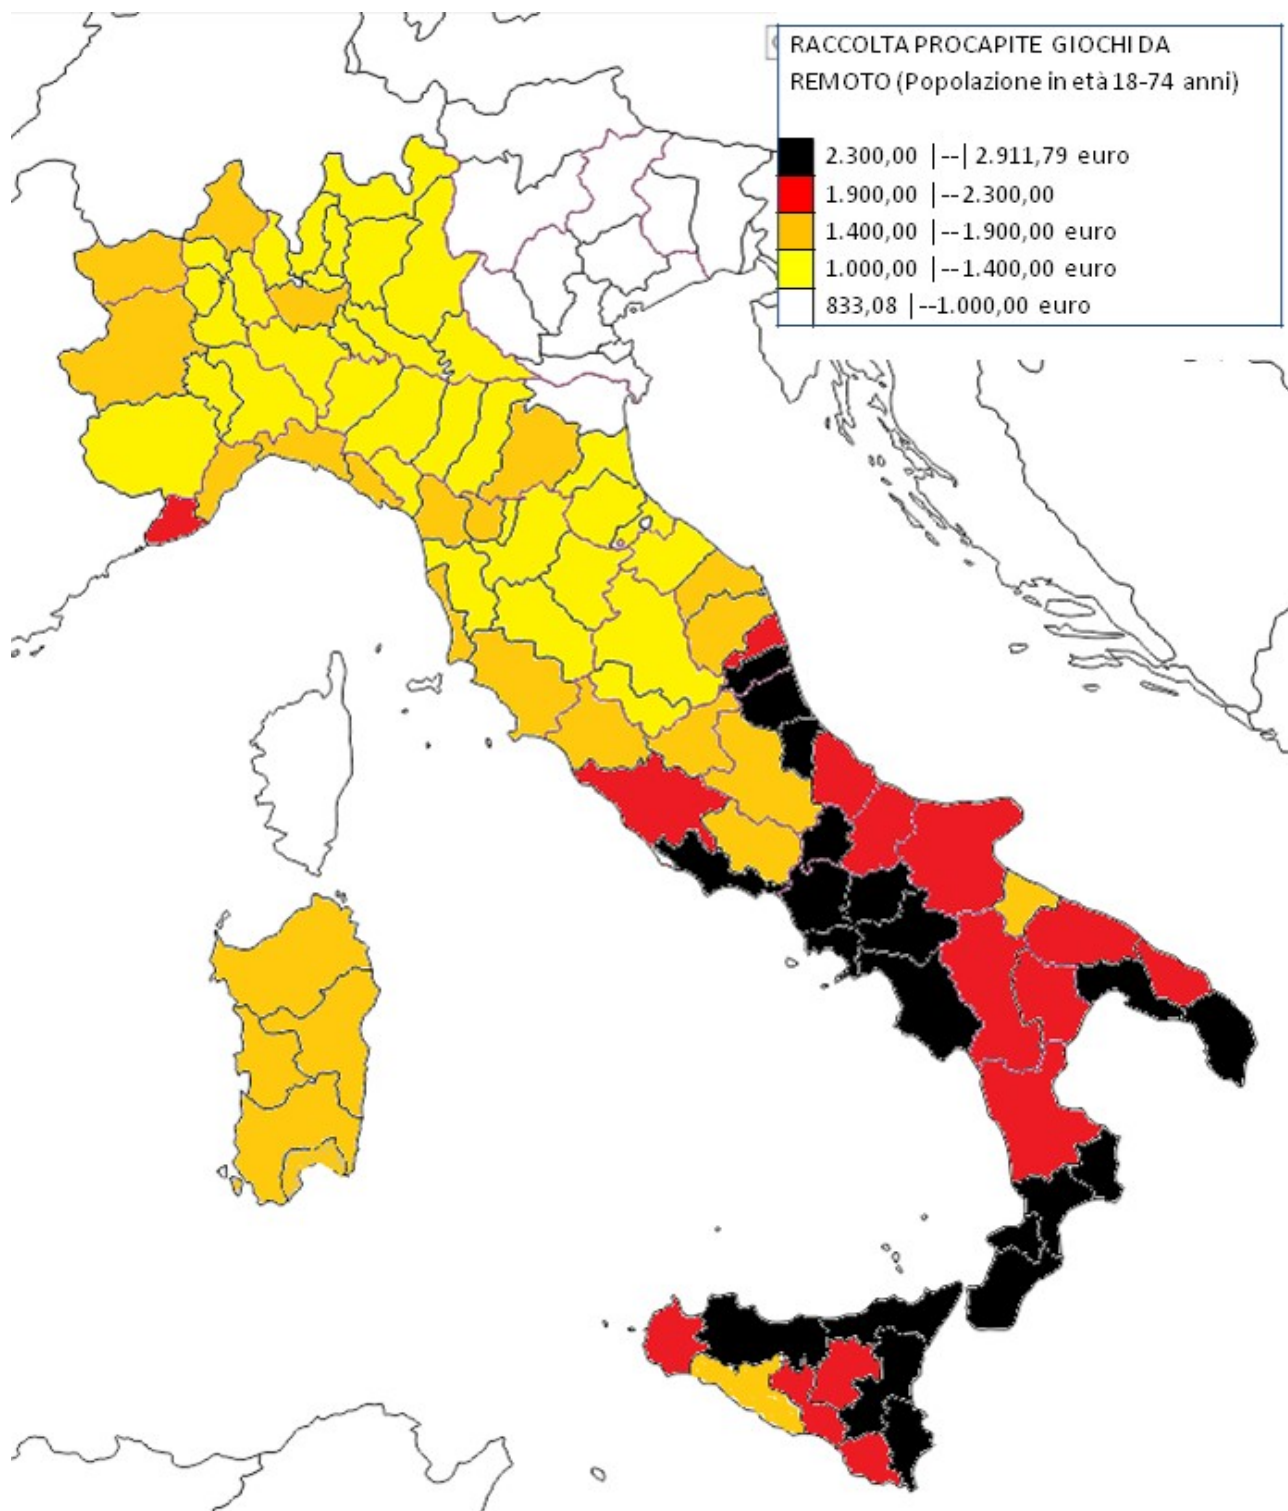 RACCOLTA PROCAPITE GIOCHI DA
REMOTO (Popolazione in età 18-74 anni)
2.300,00 |--| 2.911,79 euro
1.900,00 |--2.300,00
1.400,00 |--1.900,00 euro
1.000,00 |--1.400,00 euro
833,08 |--1.000,00 euro